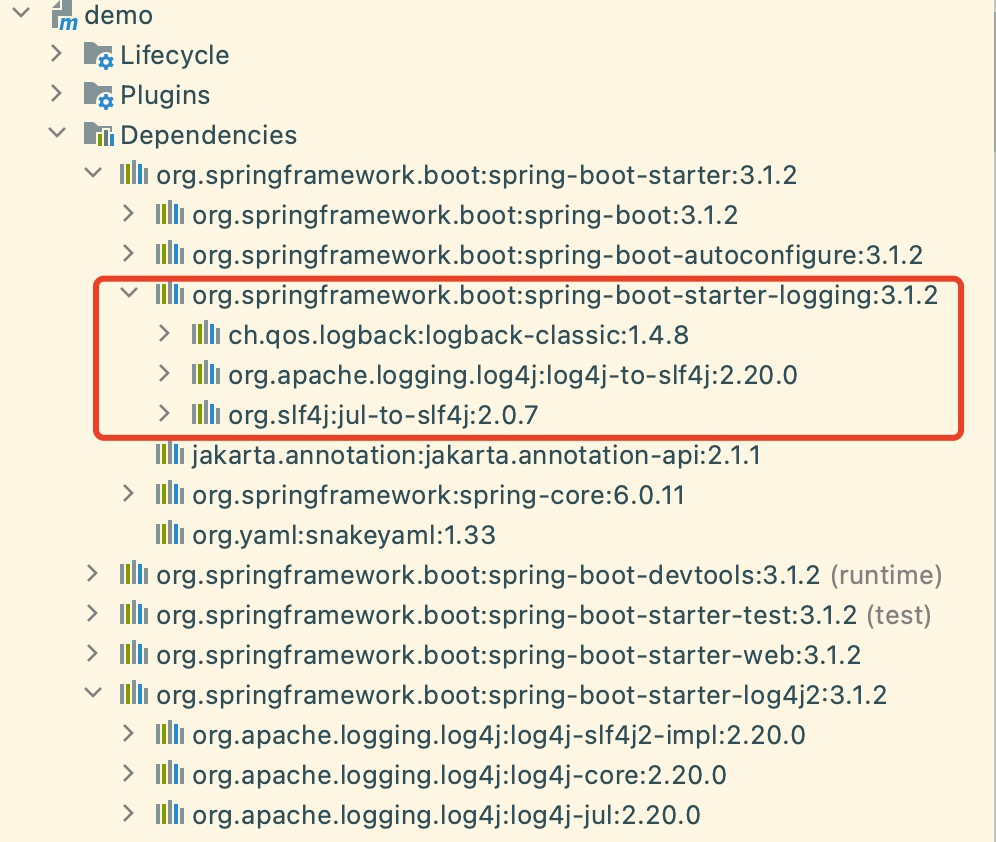 demo
Lifecycle
Plugins
Dependencies
org.springframework.boot:spring-boot-starter:3.1.2
org.springframework.boot:spring-boot:3.1.2
org.springframework.boot:spring-boot-autoconfigure:3.1.2
org.springframework.boot:spring-boot-starter-logging:3.1.2
ch.qos.logback:logback-classic:1.4.8
org.apache.logging.log4j:log4j-to-slf4j:2.20.0
org.slf4j:jul-to-slf4j:2.0.7
jakarta.annotation:jakarta.annotation-api:2.1.1
org.springframework:spring-core:6.0.11
org.yaml:snakeyaml:1.33
org.springframework.boot:spring-boot-devtools:3.1.2 (runtime)
org.springframework.boot:spring-boot-starter-test:3.1.2 (test)
org.springframework.boot:spring-boot-starter-web:3.1.2
org.springframework.boot:spring-boot-starter-log4j2:3.1.2
org.apache.logging.log4j:log4j-slf4j2-impl:2.20.0
org.apache.logging.log4j:log4j-core:2.20.0
org.apache.logging.log4j:log4j-jul:2.20.0